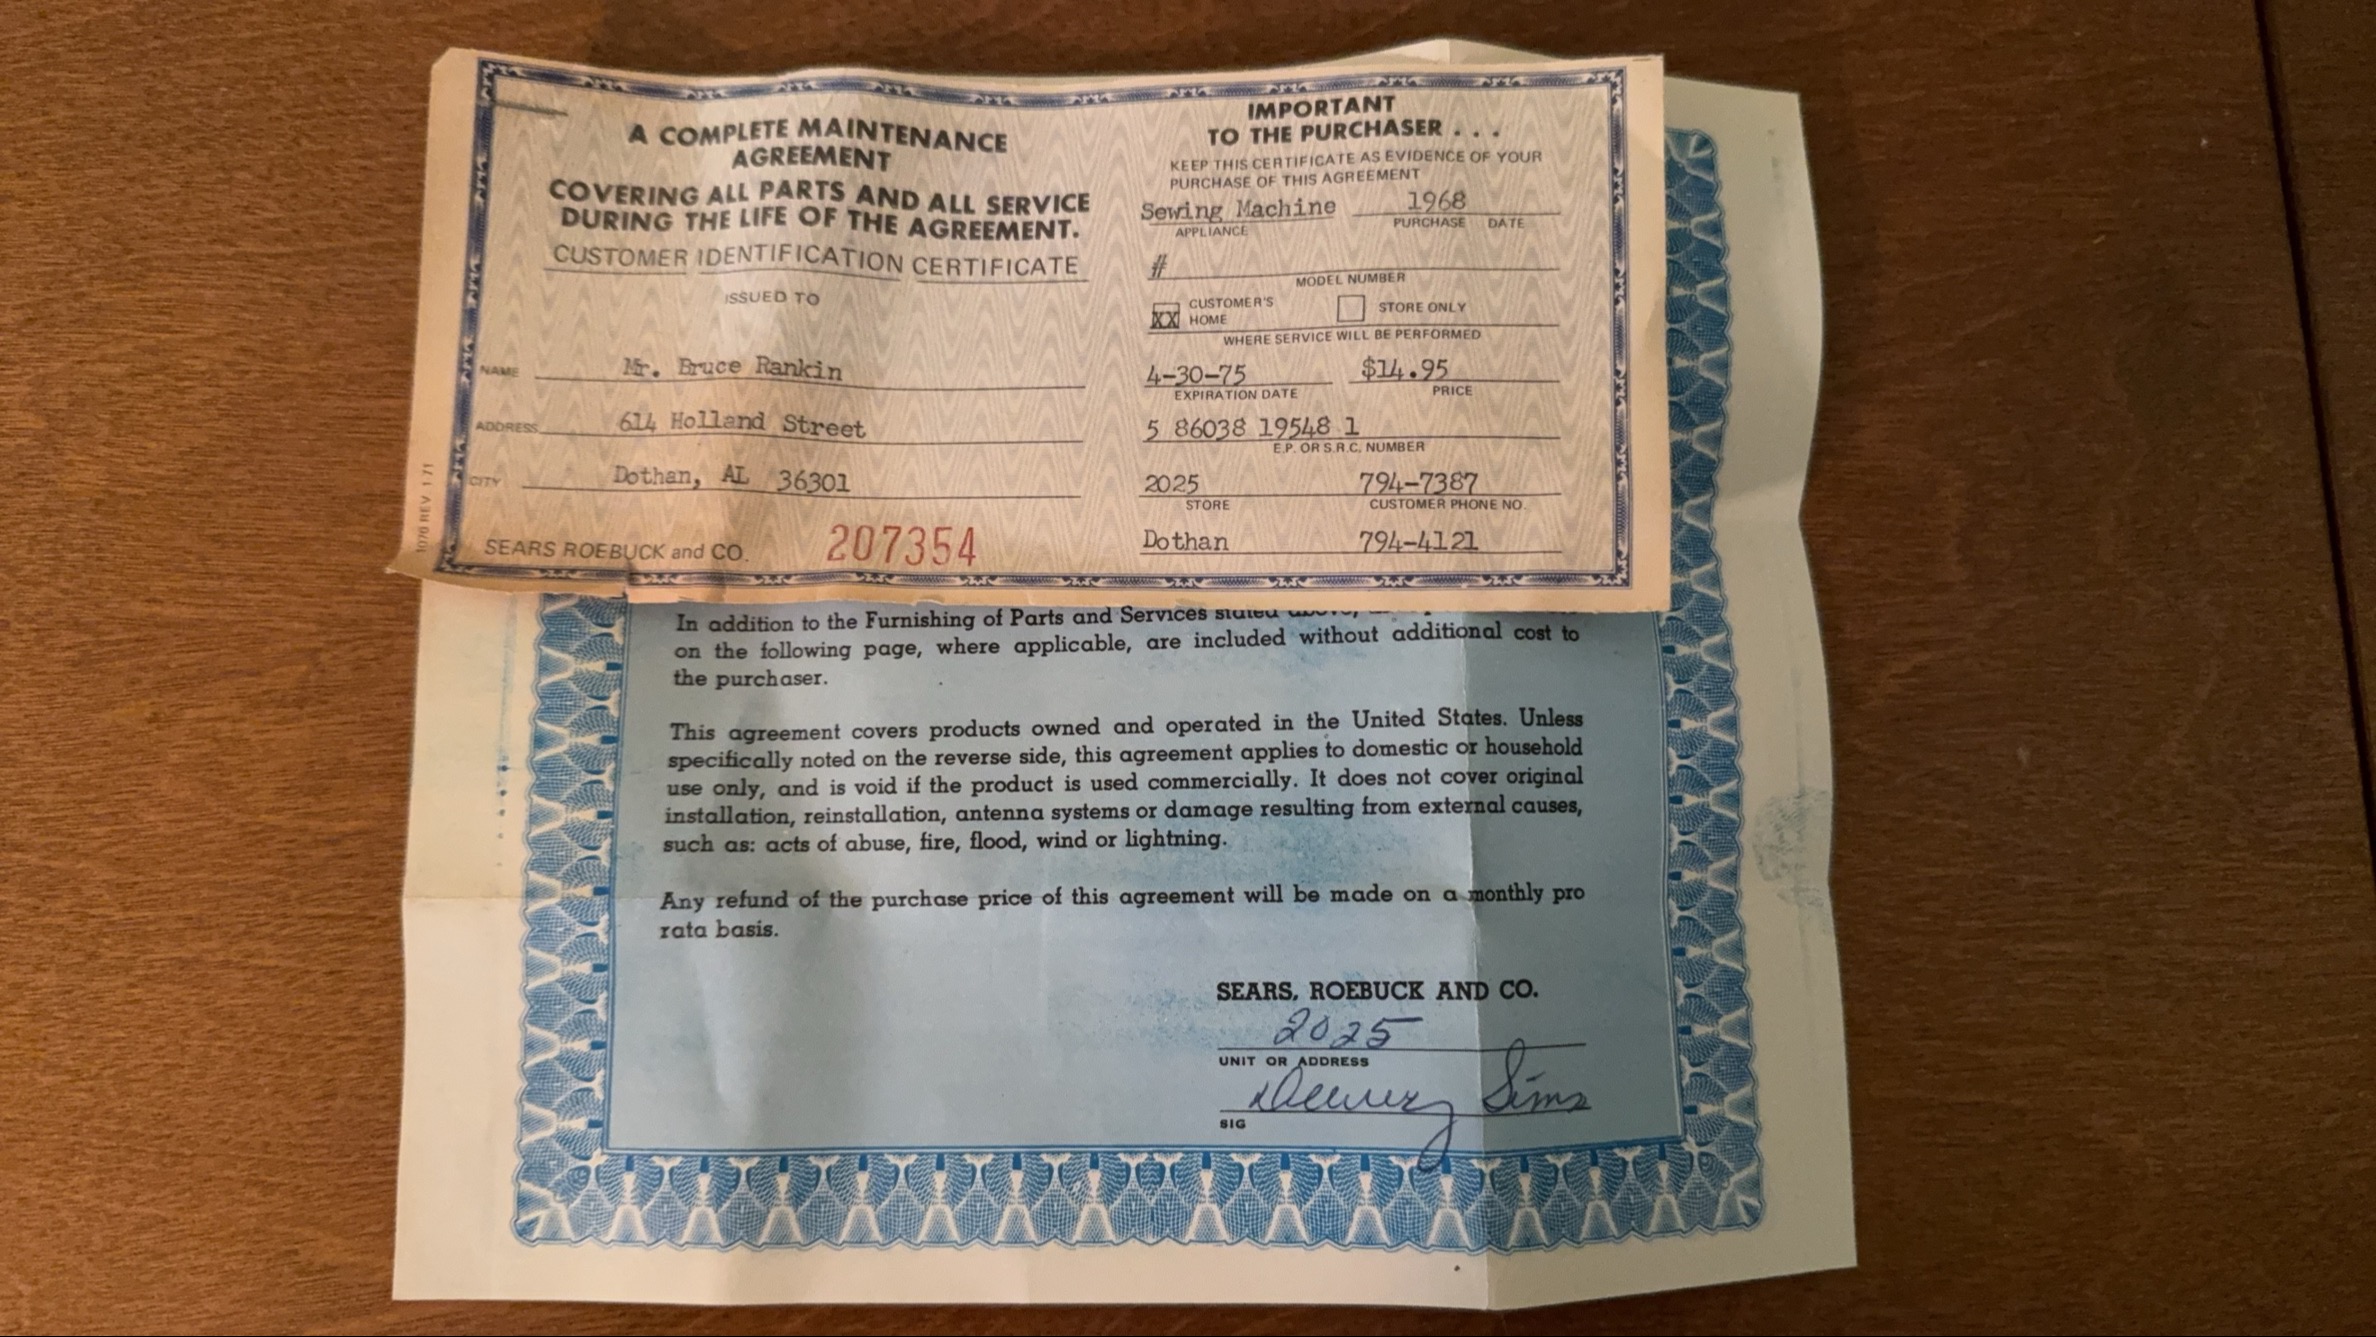 A COMPLETE MAINTENANCE
AGREEMENT
COVERING ALL PARTS AND ALL SERVICE
DURING THE LIFE OF THE AGREEMENT.
CUSTOMER IDENTIFICATION CERTIFICATE
ISSUED TO
NAME Mr. Bruce Rankin
ADDRESS 614 Holland Street
CITY Dothan, AL 36301
SEARS ROEBUCK and CO. 207354
1076 REV 1 71
IMPORTANT
TO THE PURCHASER . . .
KEEP THIS CERTIFICATE AS EVIDENCE OF YOUR
PURCHASE OF THIS AGREEMENT
Sewing Machine 1968
APPLIANCE PURCHASE DATE
#
MODEL NUMBER
XX CUSTOMER'S HOME STORE ONLY
WHERE SERVICE WILL BE PERFORMED
4-30-75 $14.95
EXPIRATION DATE PRICE
5 86038 19548 1
E.P. OR S.R.C. NUMBER
2025 794-7387
STORE CUSTOMER PHONE NO.
Dothan 794-4121
In addition to the Furnishing of Parts and Services stated above,
on the following page, where applicable, are included without additional cost to
the purchaser.
This agreement covers products owned and operated in the United States. Unless
specifically noted on the reverse side, this agreement applies to domestic or household
use only, and is void if the product is used commercially. It does not cover original
installation, reinstallation, antenna systems or damage resulting from external causes,
such as: acts of abuse, fire, flood, wind or lightning.
Any refund of the purchase price of this agreement will be made on a monthly pro
rata basis.
SEARS, ROEBUCK AND CO.
2025
UNIT OR ADDRESS
Sims
SIG